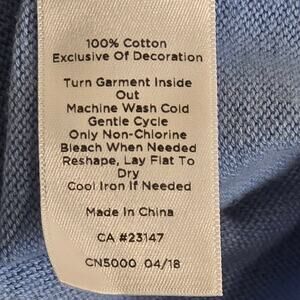 100% Cotton
Exclusive Of Decoration
Turn Garment Inside
Out
Machine Wash Cold
Gentle Cycle
Only Non-Chlorine
Bleach When Needed
Reshape, Lay Flat To
Dry
Cool Iron If Needed
Made in China
CA #23147
CN5000 04/18